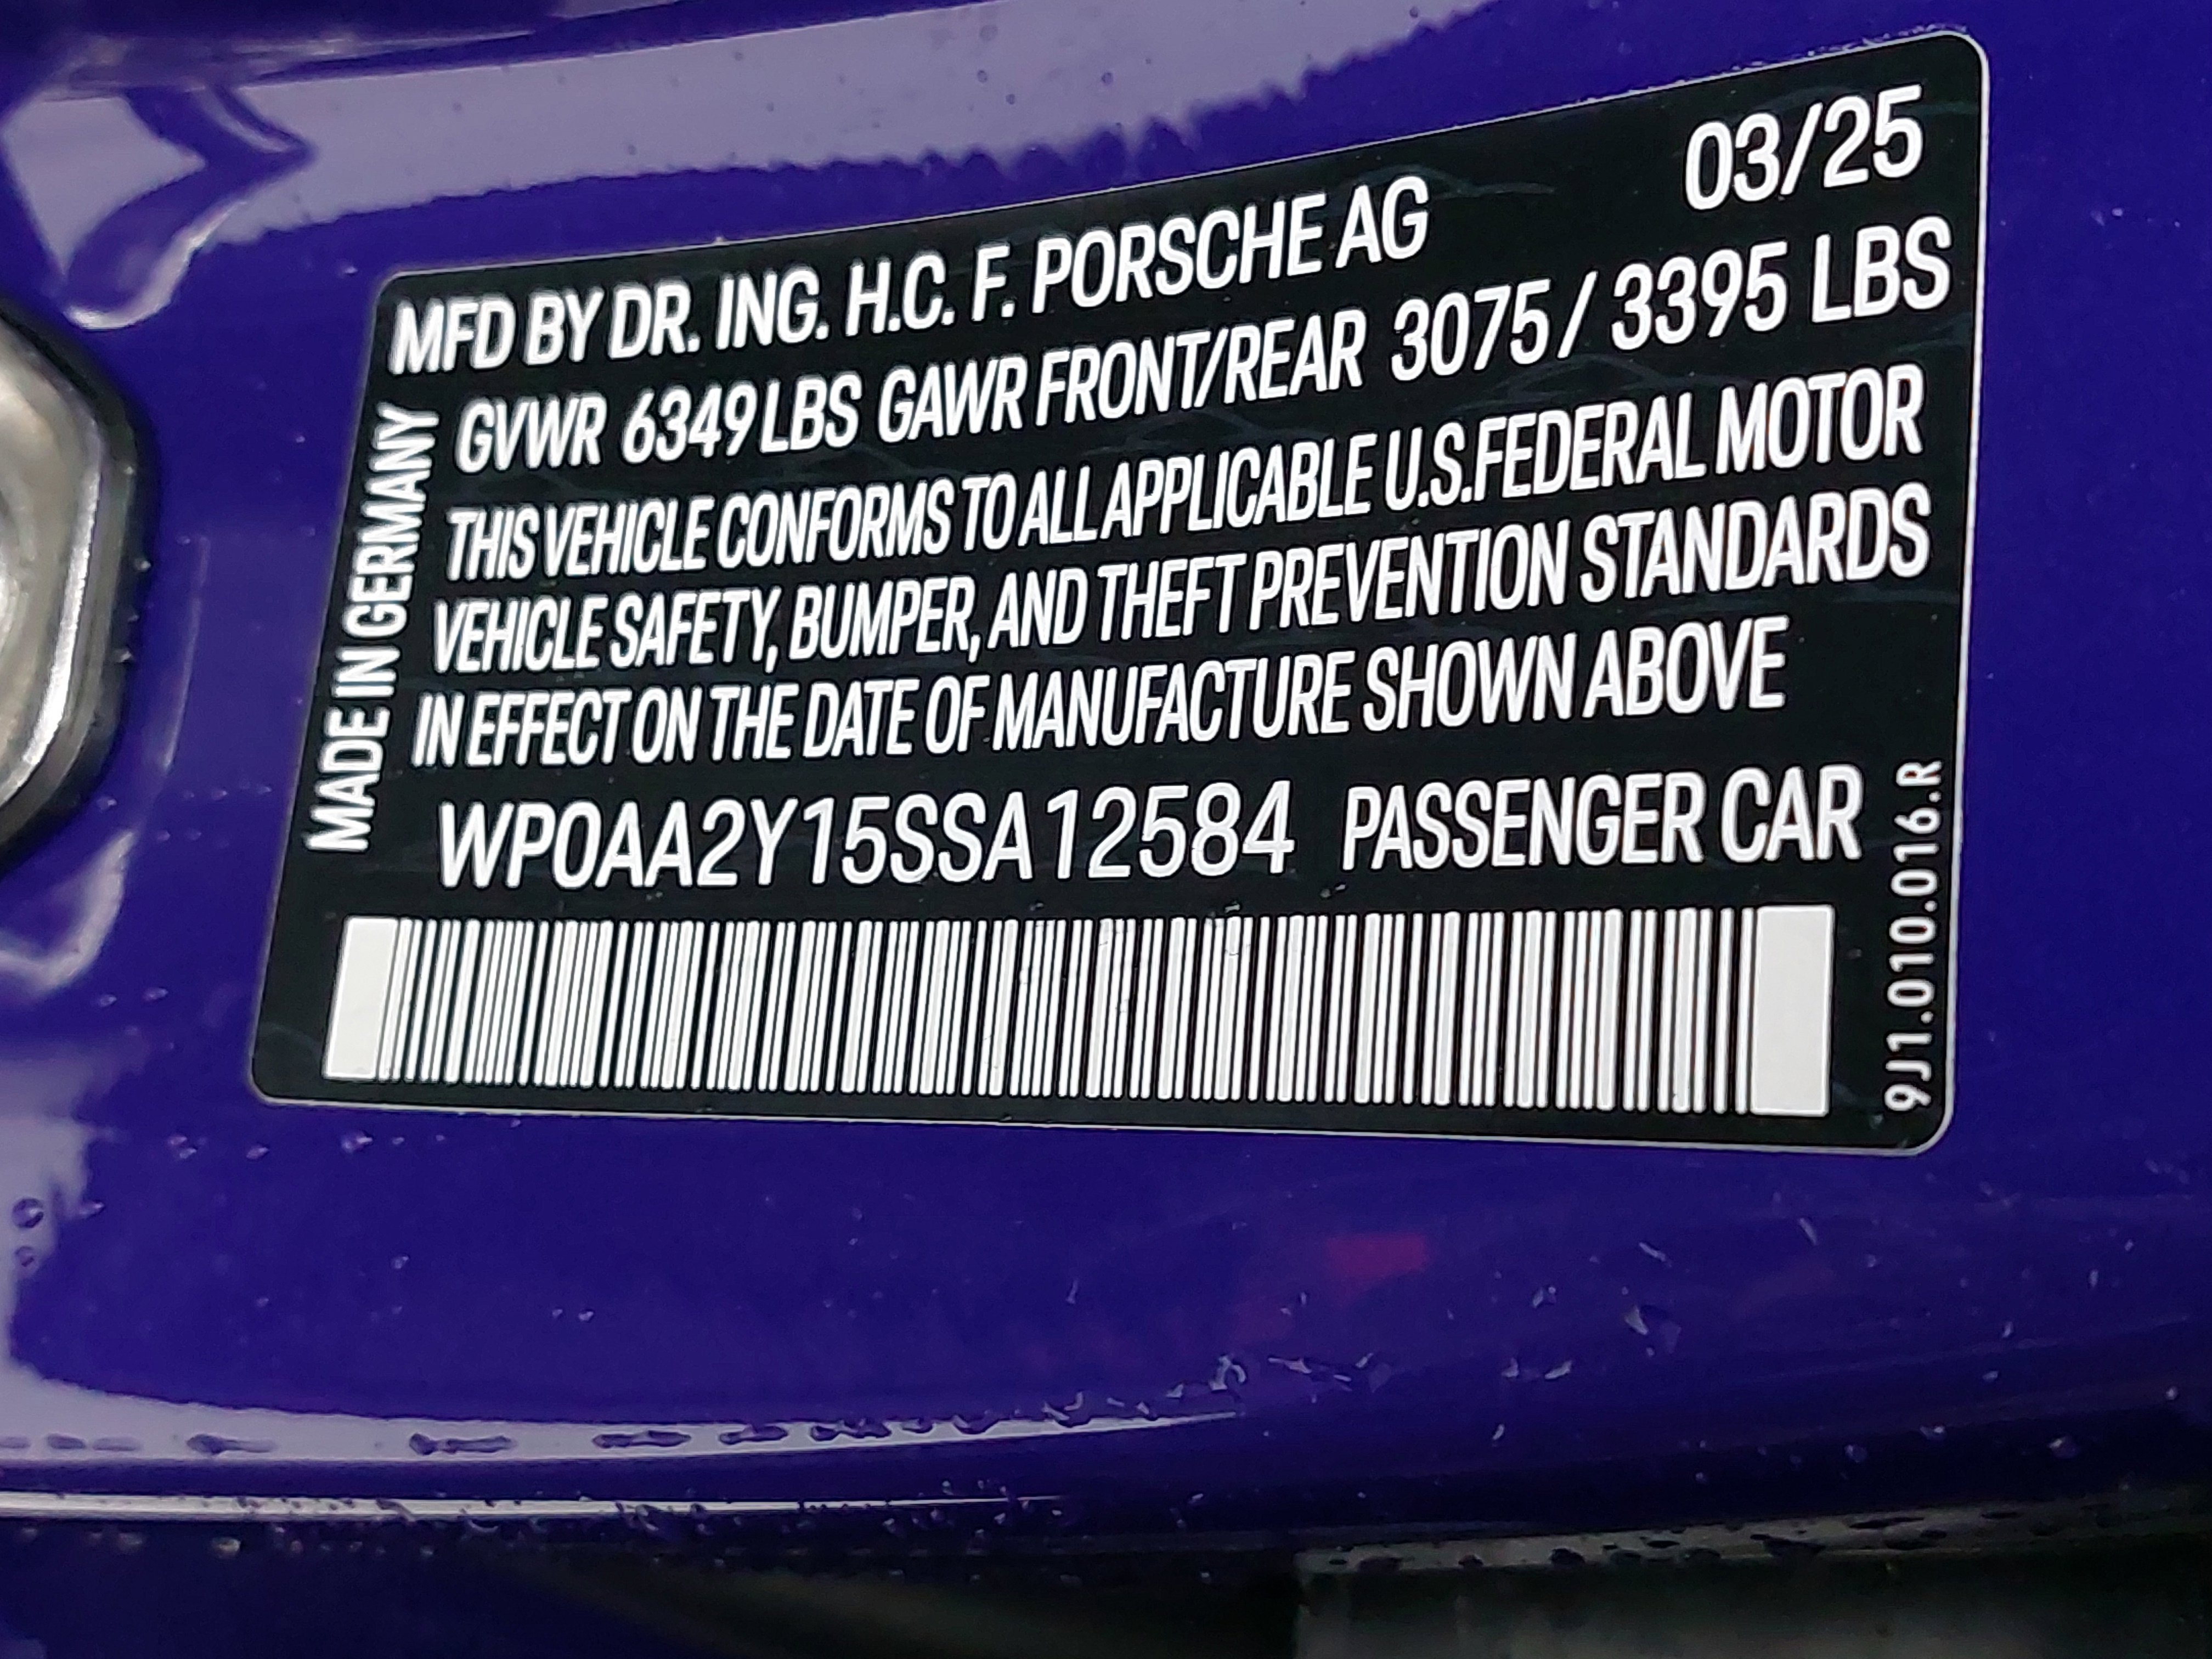 03/25
MFD BY DR. ING. H.C. F. PORSCHE AG
GVWR 6349 LBS GAWR FRONT/REAR 3075 / 3395 LBS
THIS VEHICLE CONFORMS TO ALL APPLICABLE U.S. FEDERAL MOTOR
VEHICLE SAFETY, BUMPER, AND THEFT PREVENTION STANDARDS
IN EFFECT ON THE DATE OF MANUFACTURE SHOWN ABOVE
WP0AA2Y15SSA12584 PASSENGER CAR
MADE IN GERMANY
9J1.010.016.R